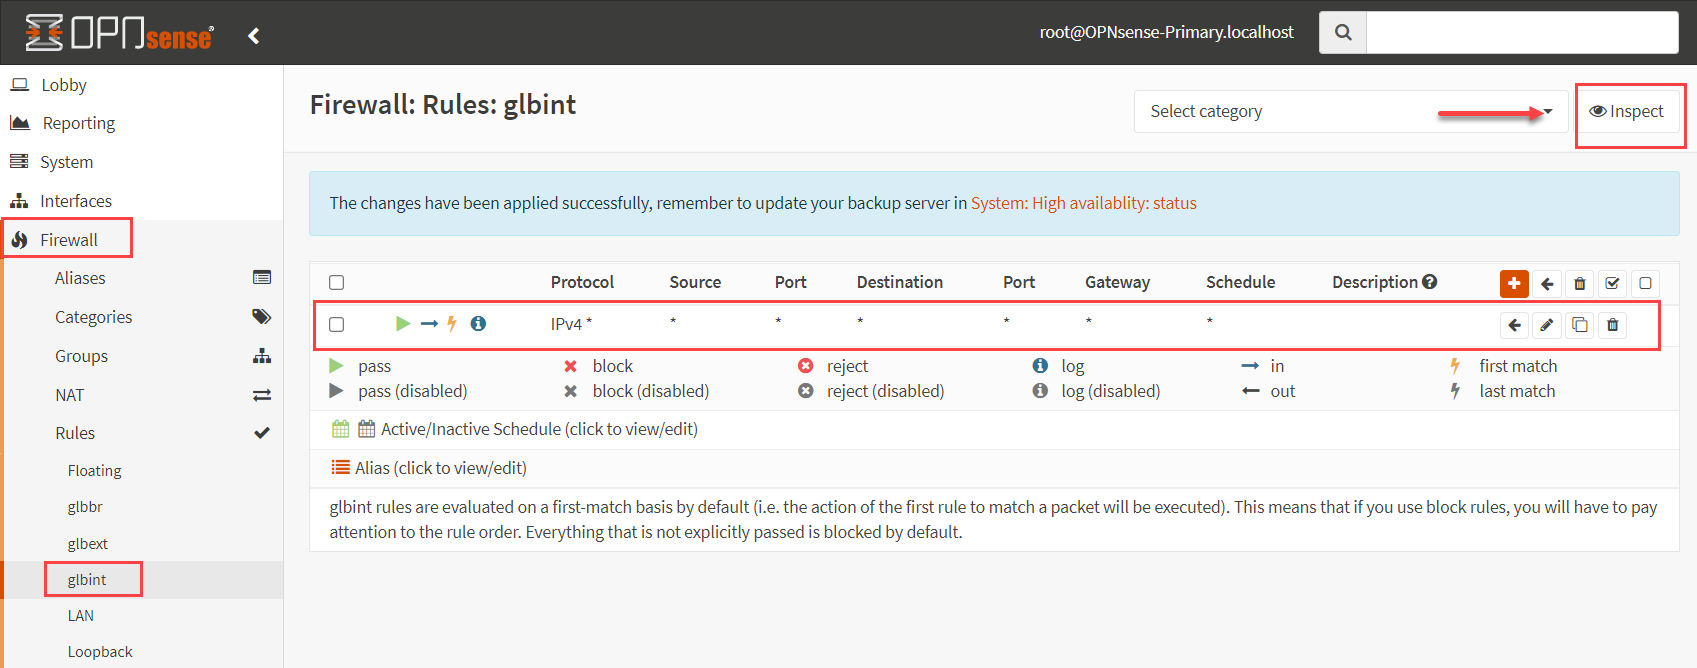 OPNsense®
root@OPNsense-Primary.localhost
Lobby
Reporting
System
Interfaces
Firewall
Aliases
Categories
Groups
NAT
Rules
Floating
glbbr
glbext
glbint
LAN
Loopback
Firewall: Rules: glbint
Select category
Inspect
The changes have been applied successfully, remember to update your backup server in System: High availablity: status
Protocol Source Port Destination Port Gateway Schedule Description
IPv4 * * * * * * *
pass block reject log in first match
pass (disabled) block (disabled) reject (disabled) log (disabled) out last match
Active/Inactive Schedule (click to view/edit)
Alias (click to view/edit)
glbint rules are evaluated on a first-match basis by default (i.e. the action of the first rule to match a packet will be executed). This means that if you use block rules, you will have to pay
attention to the rule order. Everything that is not explicitly passed is blocked by default.